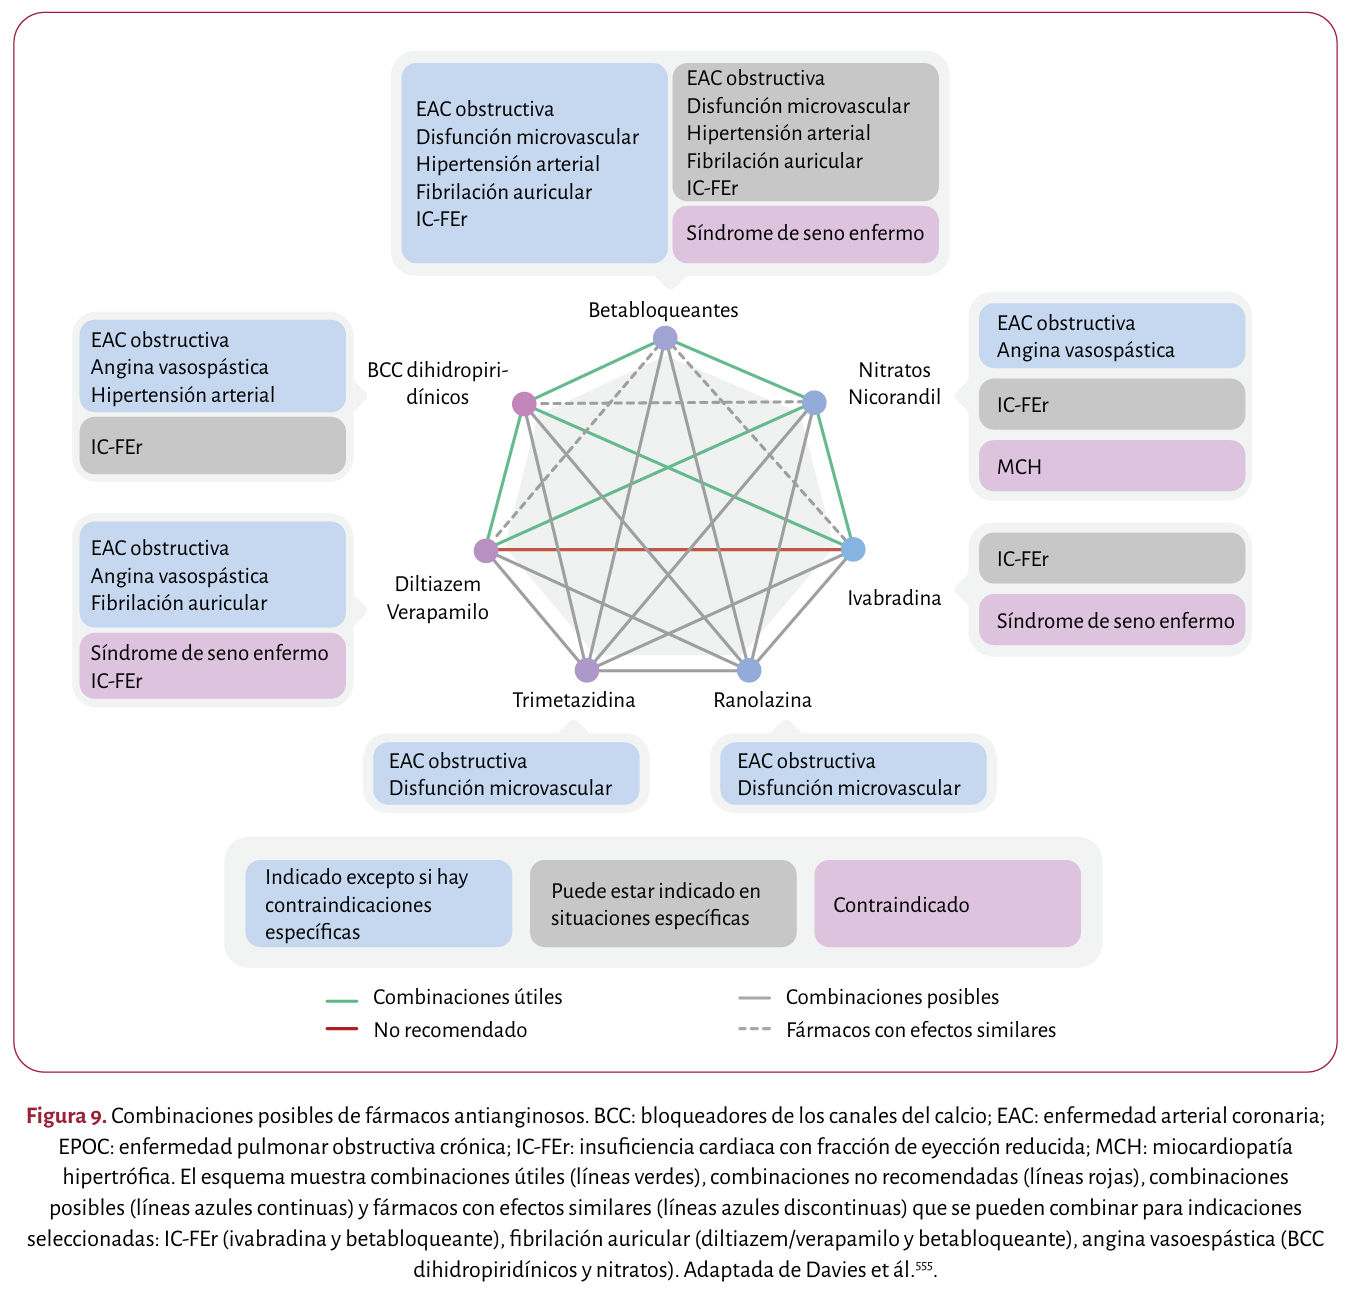 EAC obstructiva
Disfunción microvascular
Hipertensión arterial
Fibrilación auricular
IC-FEr
EAC obstructiva
Disfunción microvascular
Hipertensión arterial
Fibrilación auricular
IC-FEr
Síndrome de seno enfermo
Betabloqueantes
EAC obstructiva
Angina vasospástica
Hipertensión arterial
IC-FEr
BCC dihidropiri-
dínicos
Nitratos
Nicorandil
EAC obstructiva
Angina vasospástica
IC-FEr
MCH
EAC obstructiva
Angina vasospástica
Fibrilación auricular
Síndrome de seno enfermo
IC-FEr
Diltiazem
Verapamilo
Ivabradina
IC-FEr
Síndrome de seno enfermo
Trimetazidina
Ranolazina
EAC obstructiva
Disfunción microvascular
EAC obstructiva
Disfunción microvascular
Indicado excepto si hay
contraindicaciones
específicas
Puede estar indicado en
situaciones específicas
Contraindicado
Combinaciones útiles
No recomendado
Combinaciones posibles
Fármacos con efectos similares
Figura 9. Combinaciones posibles de fármacos antianginosos. BCC: bloqueadores de los canales del calcio; EAC: enfermedad arterial coronaria;
EPOC: enfermedad pulmonar obstructiva crónica; IC-FEr: insuficiencia cardiaca con fracción de eyección reducida; MCH: miocardiopatía
hipertrófica. El esquema muestra combinaciones útiles (líneas verdes), combinaciones no recomendadas (líneas rojas), combinaciones
posibles (líneas azules continuas) y fármacos con efectos similares (líneas azules discontinuas) que se pueden combinar para indicaciones
seleccionadas: IC-FEr (ivabradina y betabloqueante), fibrilación auricular (diltiazem/verapamilo y betabloqueante), angina vasoespástica (BCC
dihidropiridínicos y nitratos). Adaptada de Davies et ál.⁵⁵⁵.